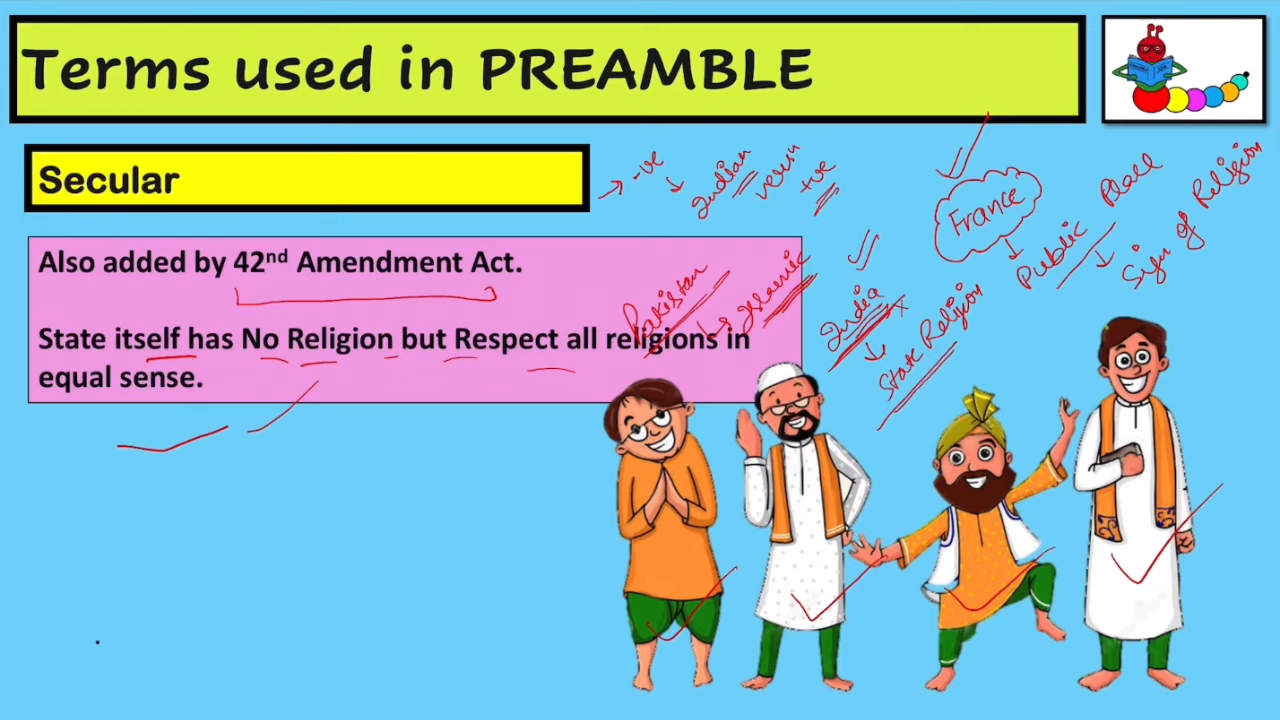 Terms used in PREAMBLE
Secular
→ -ve
↓
Indian
versus
+ve
France
↓
Public Place
↓
Sign of Religion
Also added by 42nd Amendment Act.
State itself has No Religion but Respect all religions in
equal sense.
Pakistan
↳ Islamic
India x
↓
State Religion